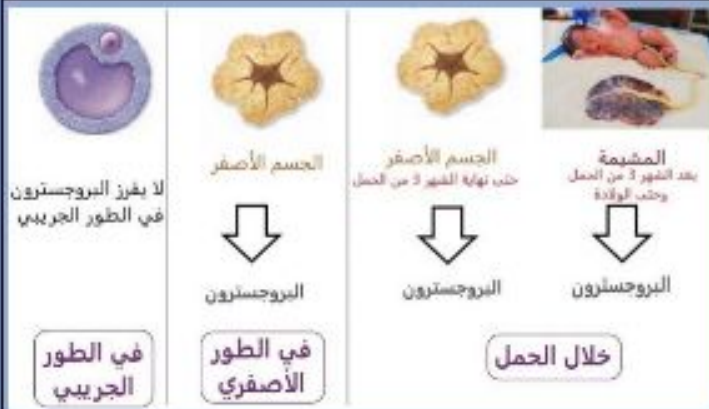 المشيمة
بعد الشهر 3 من الحمل
وحتى الولادة
البروجسترون
الجسم الأصفر
حتى نهاية الشهر 3 من الحمل
البروجسترون
خلال الحمل
الجسم الأصفر
البروجسترون
في الطور
الأصفري
لا يفرز البروجسترون
في الطور الجريبي
في الطور
الجريبي